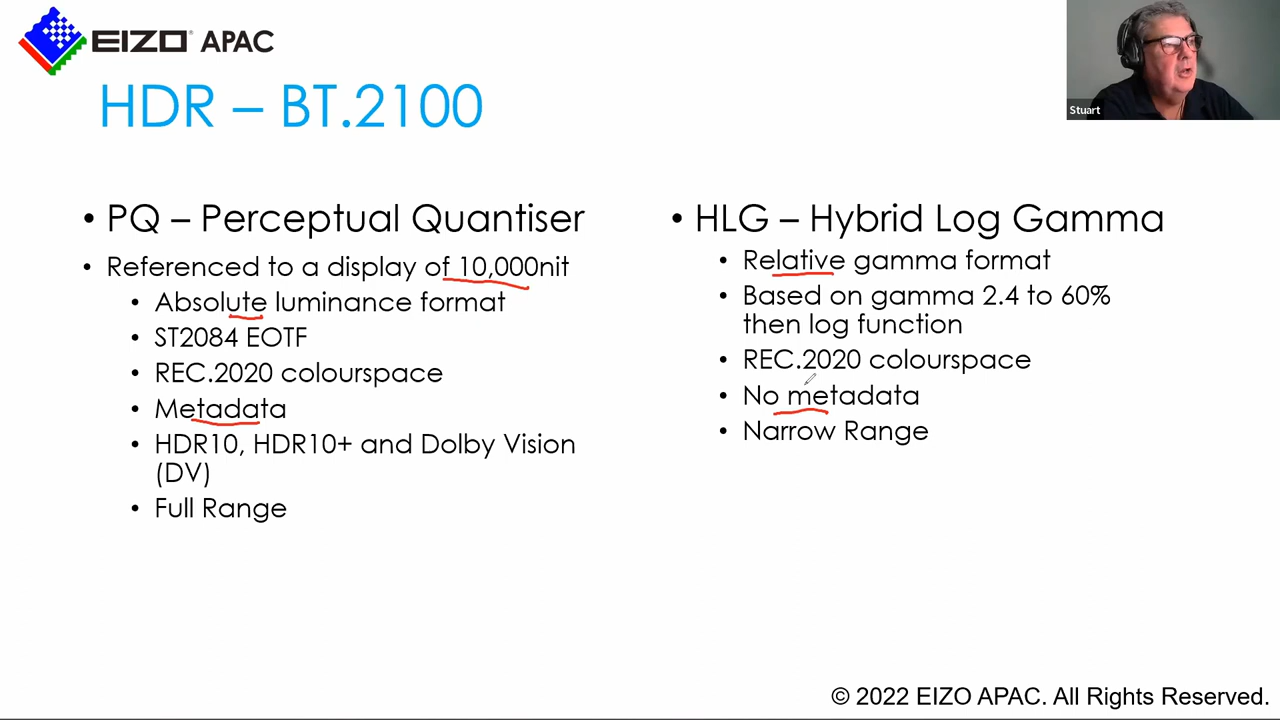 EIZO APAC
Stuart
HDR – BT.2100
• PQ – Perceptual Quantiser
• Referenced to a display of 10,000nit
• Absolute luminance format
• ST2084 EOTF
• REC.2020 colourspace
• Metadata
• HDR10, HDR10+ and Dolby Vision
(DV)
• Full Range
• HLG – Hybrid Log Gamma
• Relative gamma format
• Based on gamma 2.4 to 60%
then log function
• REC.2020 colourspace
• No metadata
• Narrow Range
© 2022 EIZO APAC. All Rights Reserved.